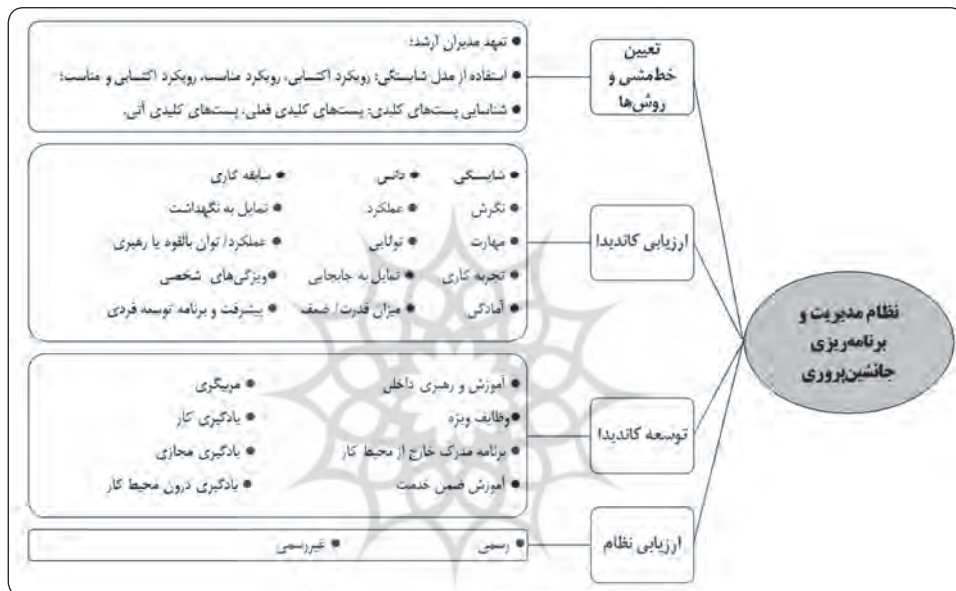 نظام مدیریت و
برنامه‌ریزی
جانشین‌پروری
تعیین
خط‌مشی و
روش‌ها
● تعهد مدیران ارشد؛
● استفاده از مدل شایستگی: رویکرد اکتسابی، رویکرد مناسب، رویکرد اکتسابی و مناسب؛
● شناسایی پست‌های کلیدی: پست‌های کلیدی فعلی، پست‌های کلیدی آتی.
ارزیابی کاندیدا
● شایستگی ● دانش ● سابقه کاری
● نگرش ● عملکرد ● تمایل به نگهداشت
● مهارت ● توانایی ● عملکرد/ توان بالقوه یا رهبری
● تجربه کاری ● تمایل به جابجایی ● ویژگی‌های شخصی
● آمادگی ● میزان قدرت/ ضعف ● پیشرفت و برنامه توسعه فردی
توسعه کاندیدا
● آموزش و رهبری داخلی ● مربیگری
● وظایف ویژه ● یادگیری کار
● برنامه مدرک خارج از محیط کار ● یادگیری مجازی
● آموزش ضمن خدمت ● یادگیری درون محیط کار
ارزیابی نظام
● رسمی ● غیررسمی